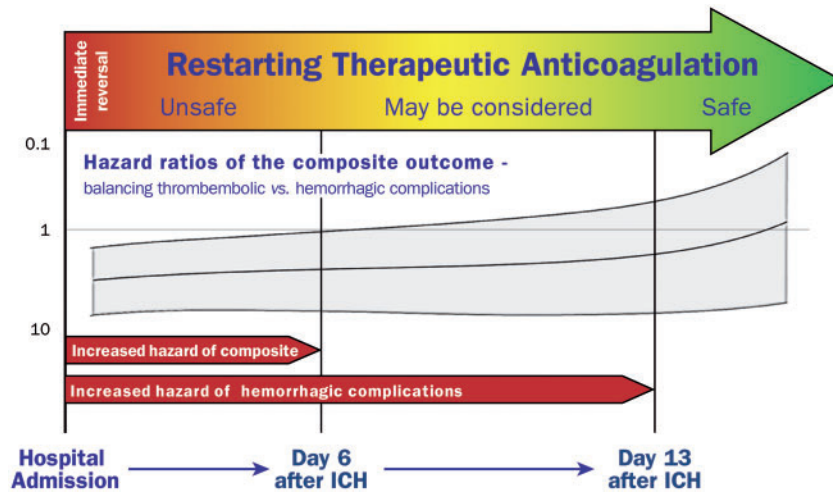 Immediate
reversal
Restarting Therapeutic Anticoagulation
Unsafe May be considered Safe
0.1
Hazard ratios of the composite outcome -
balancing thrombembolic vs. hemorrhagic complications
1
10
Increased hazard of composite
Increased hazard of hemorrhagic complications
Hospital
Admission
Day 6
after ICH
Day 13
after ICH